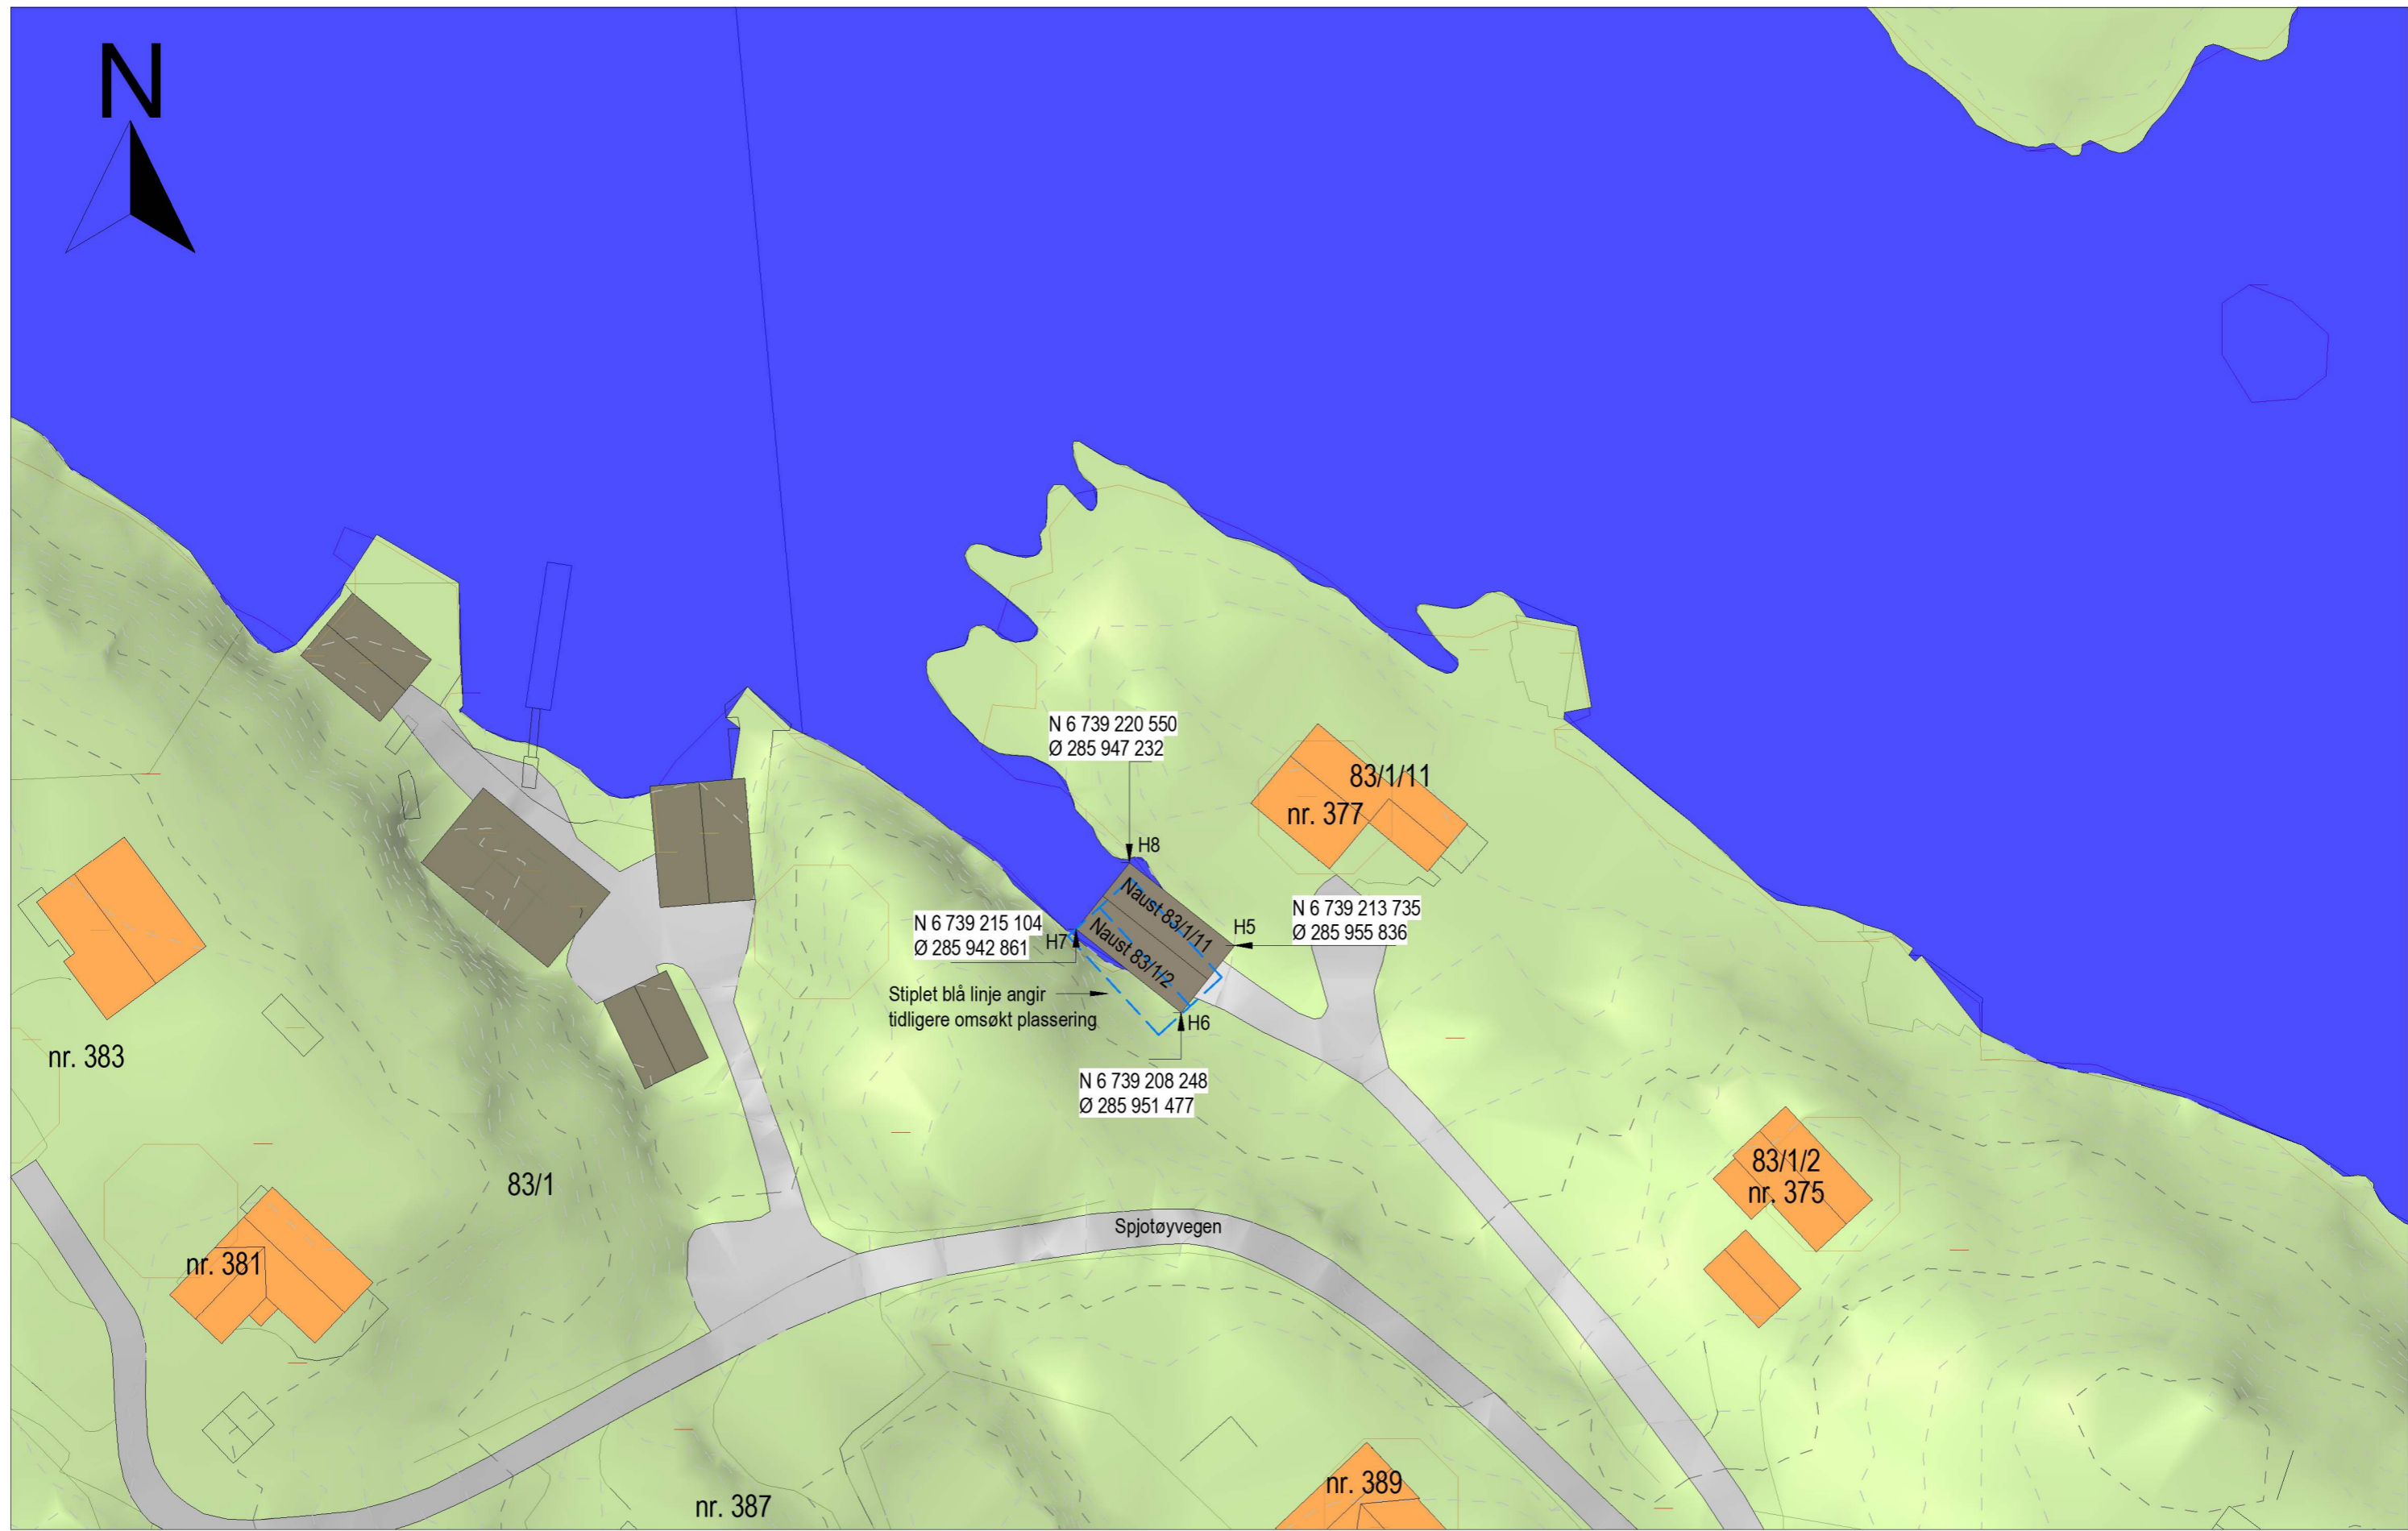 N
N 6 739 220 550
Ø 285 947 232
83/1/11
nr. 377
H8
Naust 83/1/11
Naust 83/1/2
N 6 739 215 104
Ø 285 942 861
H7
H5
N 6 739 213 735
Ø 285 955 836
Stiplet blå linje angir
tidligere omsøkt plassering
H6
N 6 739 208 248
Ø 285 951 477
nr. 383
83/1
83/1/2
nr. 375
Spjotøyvegen
nr. 381
nr. 389
nr. 387